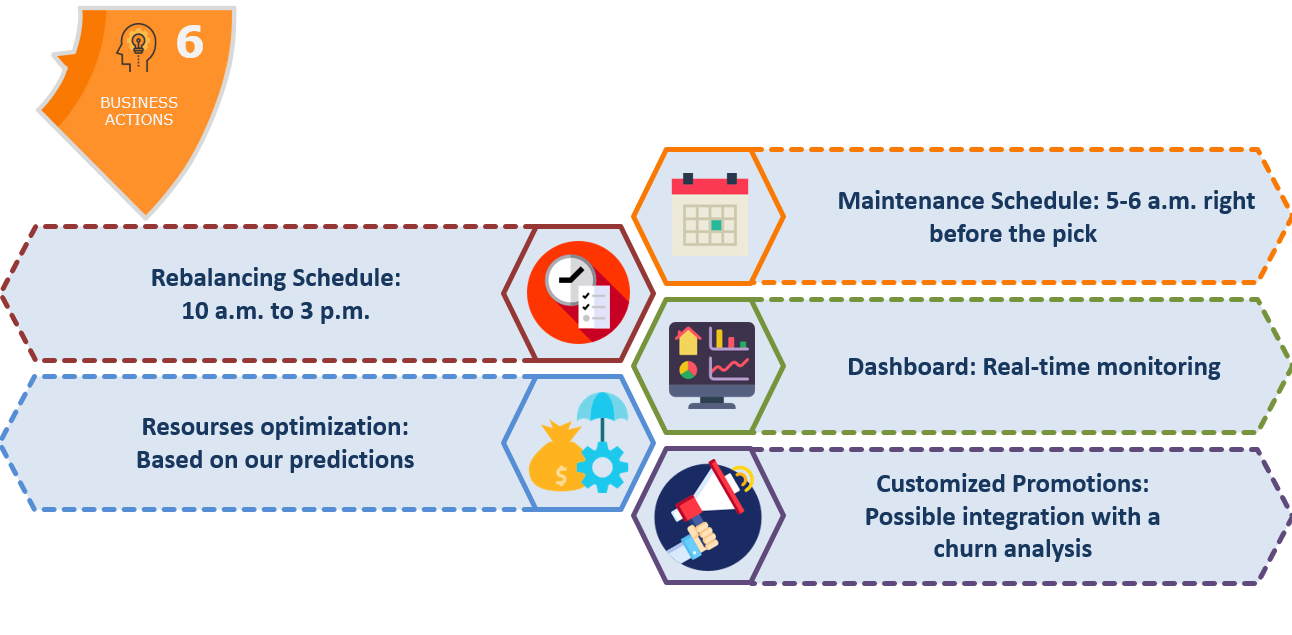 6
BUSINESS
ACTIONS
Maintenance Schedule: 5-6 a.m. right
before the pick
Rebalancing Schedule:
10 a.m. to 3 p.m.
Dashboard: Real-time monitoring
Resourses optimization:
Based on our predictions
$
Customized Promotions:
Possible integration with a
churn analysis